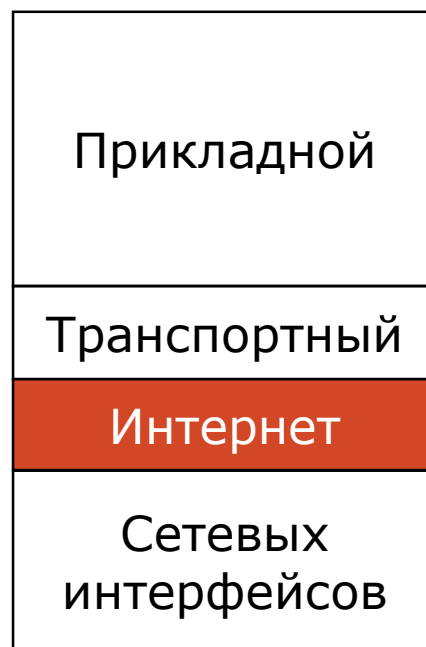 Прикладной
Транспортный
Интернет
Сетевых
интерфейсов